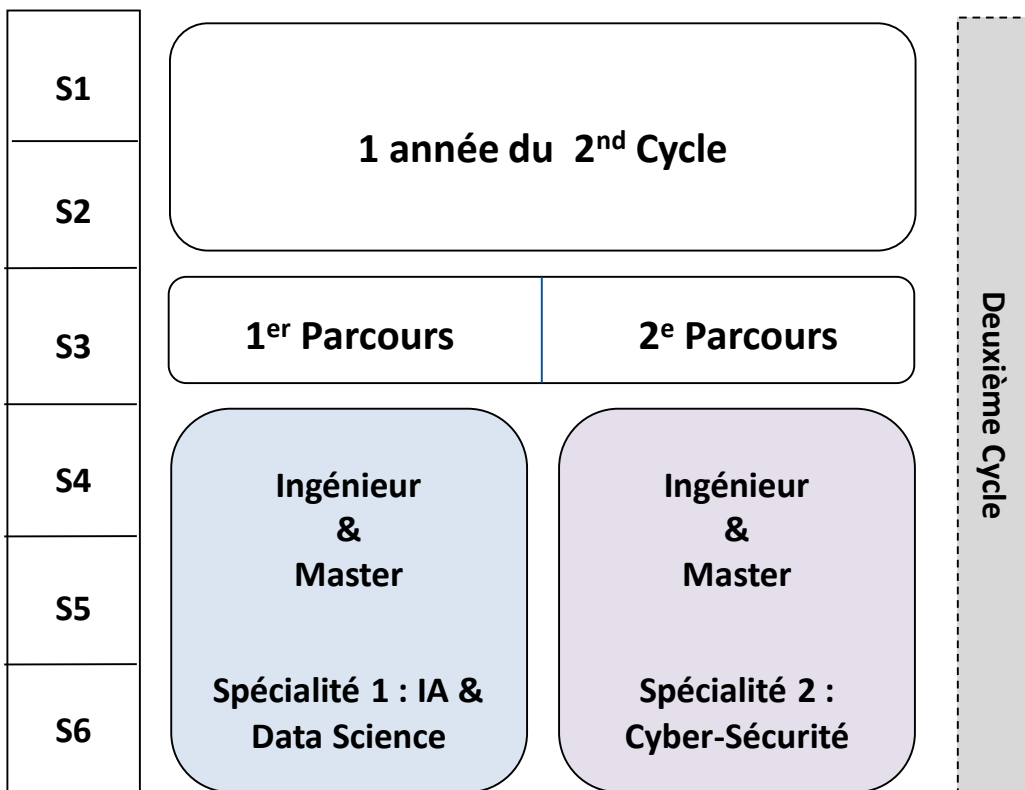 S1
S2
S3
S4
S5
S6
1 année du 2nd Cycle
1er Parcours
2e Parcours
Ingénieur
&
Master
Spécialité 1 : IA &
Data Science
Ingénieur
&
Master
Spécialité 2 :
Cyber-Sécurité
Deuxième Cycle